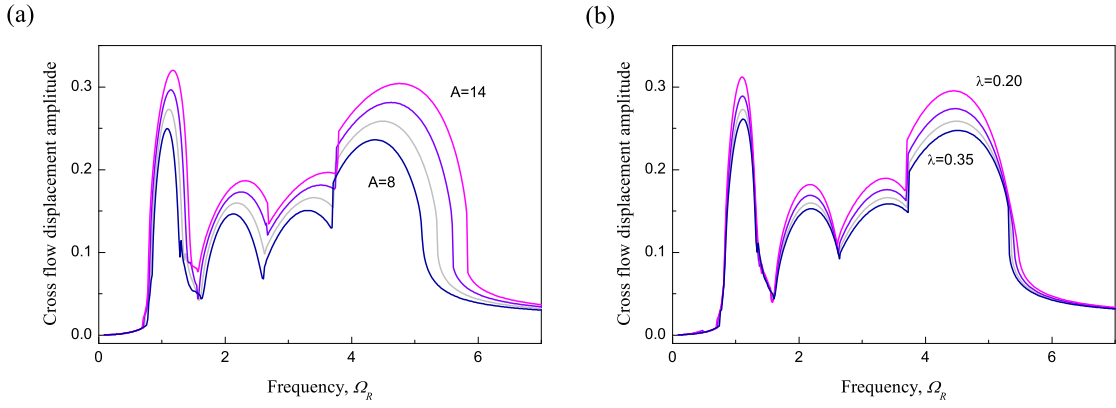 (a)
Cross flow displacement amplitude
0.3
0.2
0.1
0.0
A=14
A=8
0 2 4 6
Frequency, Ω_R
(b)
Cross flow displacement amplitude
0.3
0.2
0.1
0.0
λ=0.20
λ=0.35
0 2 4 6
Frequency, Ω_R